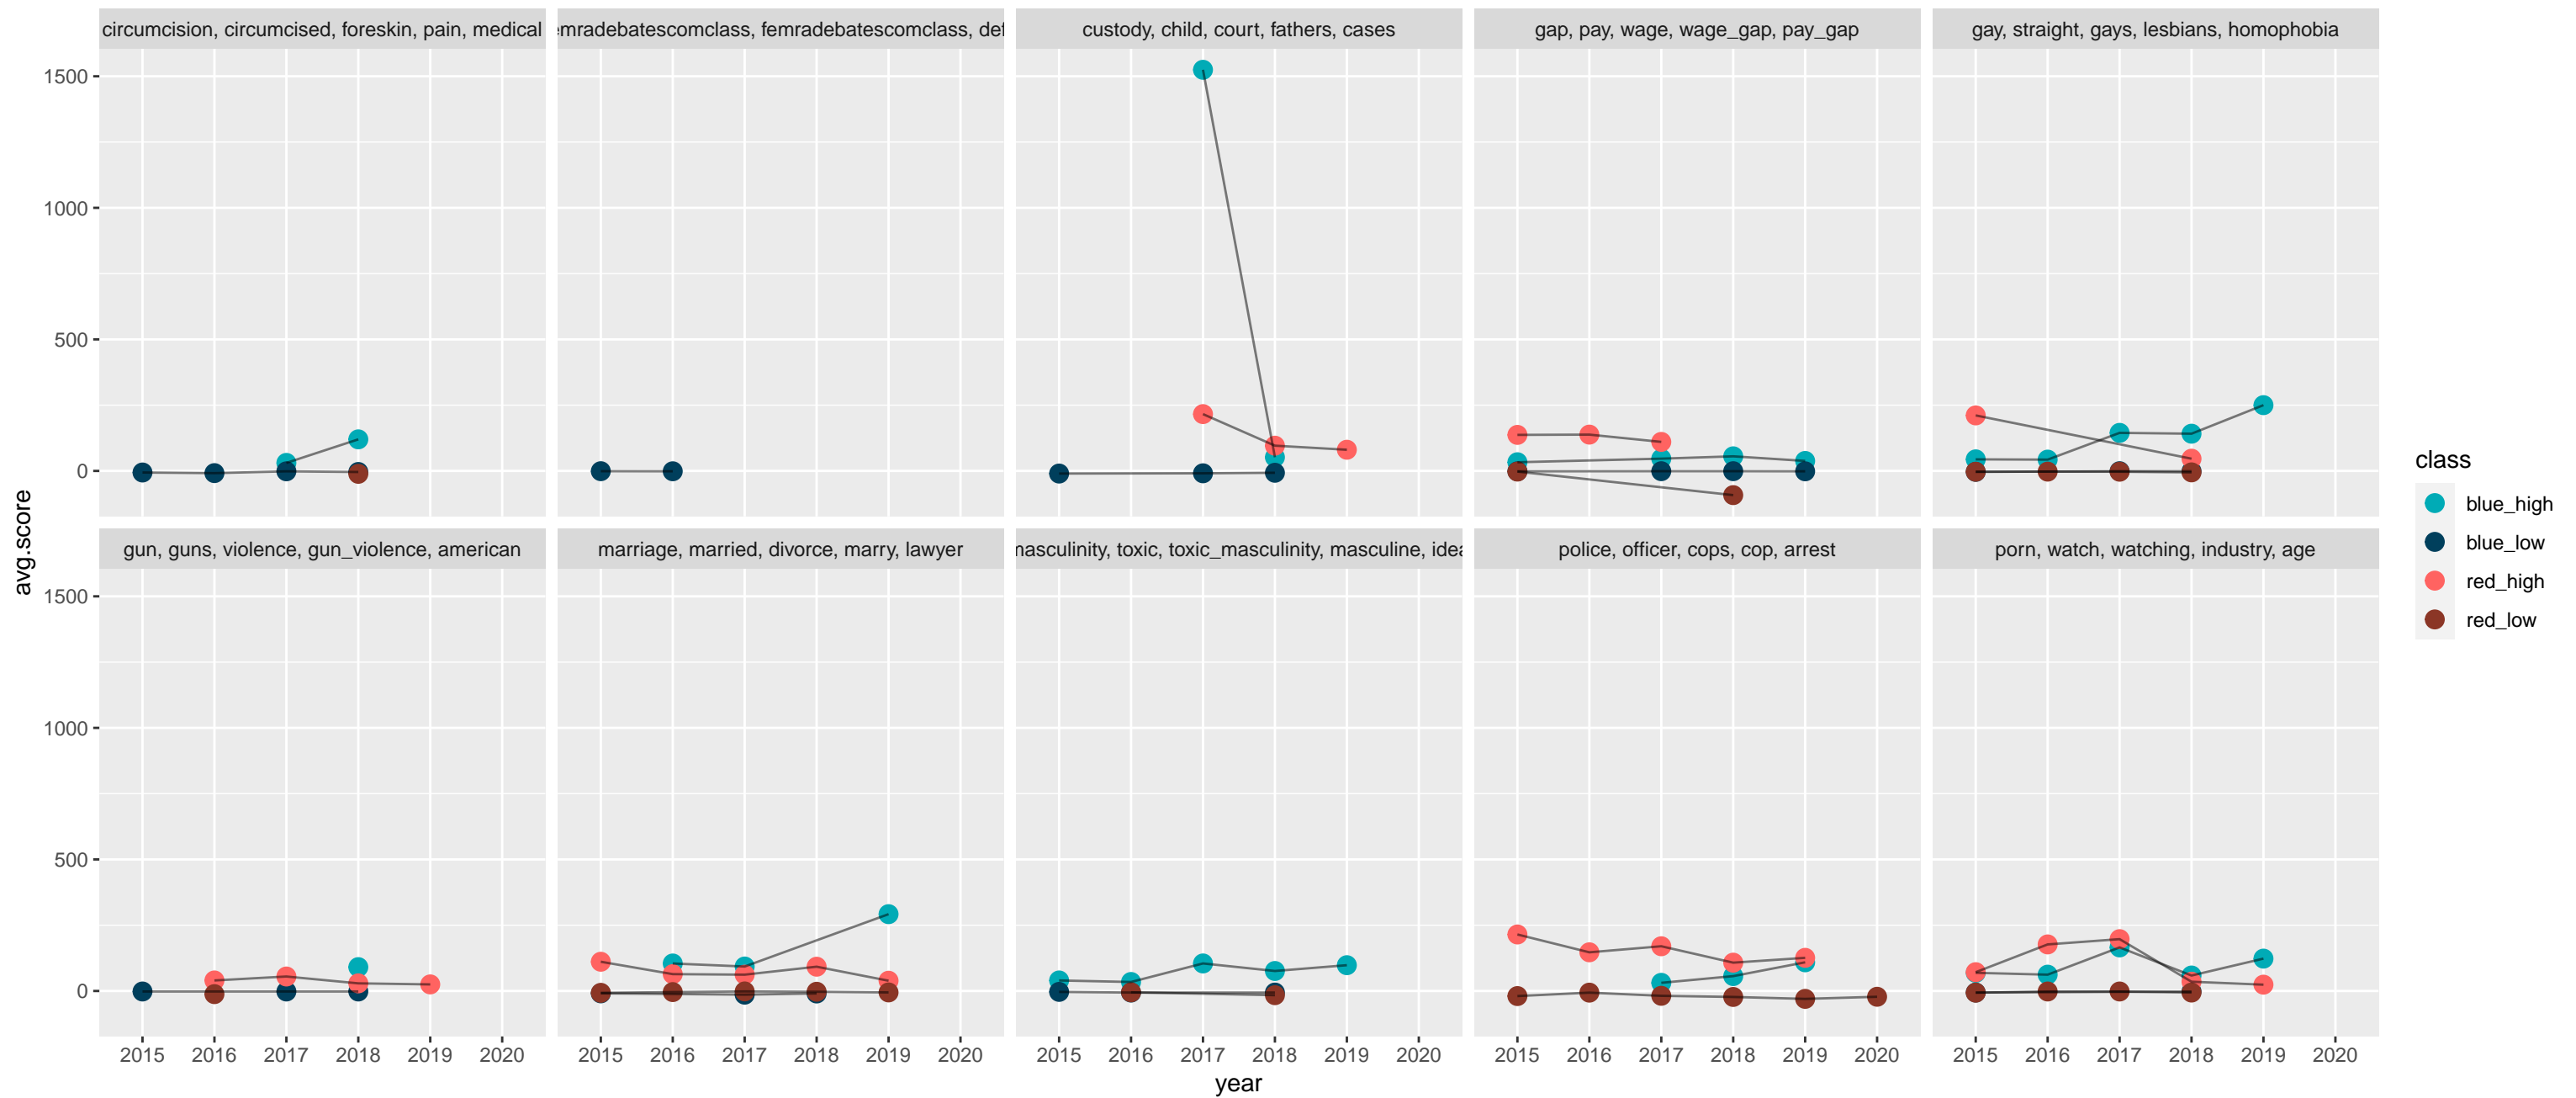 circumcision, circumcised, foreskin, pain, medical
emradebatescomclass, femradebatescomclass, def
custody, child, court, fathers, cases
gap, pay, wage, wage_gap, pay_gap
gay, straight, gays, lesbians, homophobia
1500
1000
500
0
gun, guns, violence, gun_violence, american
marriage, married, divorce, marry, lawyer
masculinity, toxic, toxic_masculinity, masculine, idea
police, officer, cops, cop, arrest
porn, watch, watching, industry, age
1500
1000
500
0
2015 2016 2017 2018 2019 2020
2015 2016 2017 2018 2019 2020
2015 2016 2017 2018 2019 2020
2015 2016 2017 2018 2019 2020
2015 2016 2017 2018 2019 2020
year
avg.score
class
blue_high
blue_low
red_high
red_low